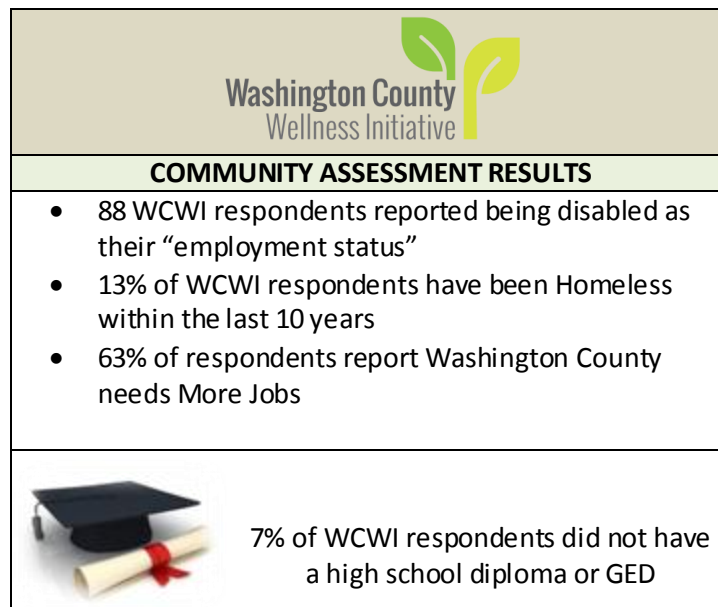 Washington County
Wellness Initiative
COMMUNITY ASSESSMENT RESULTS
• 88 WCWI respondents reported being disabled as
their “employment status”
• 13% of WCWI respondents have been Homeless
within the last 10 years
• 63% of respondents report Washington County
needs More Jobs
7% of WCWI respondents did not have
a high school diploma or GED